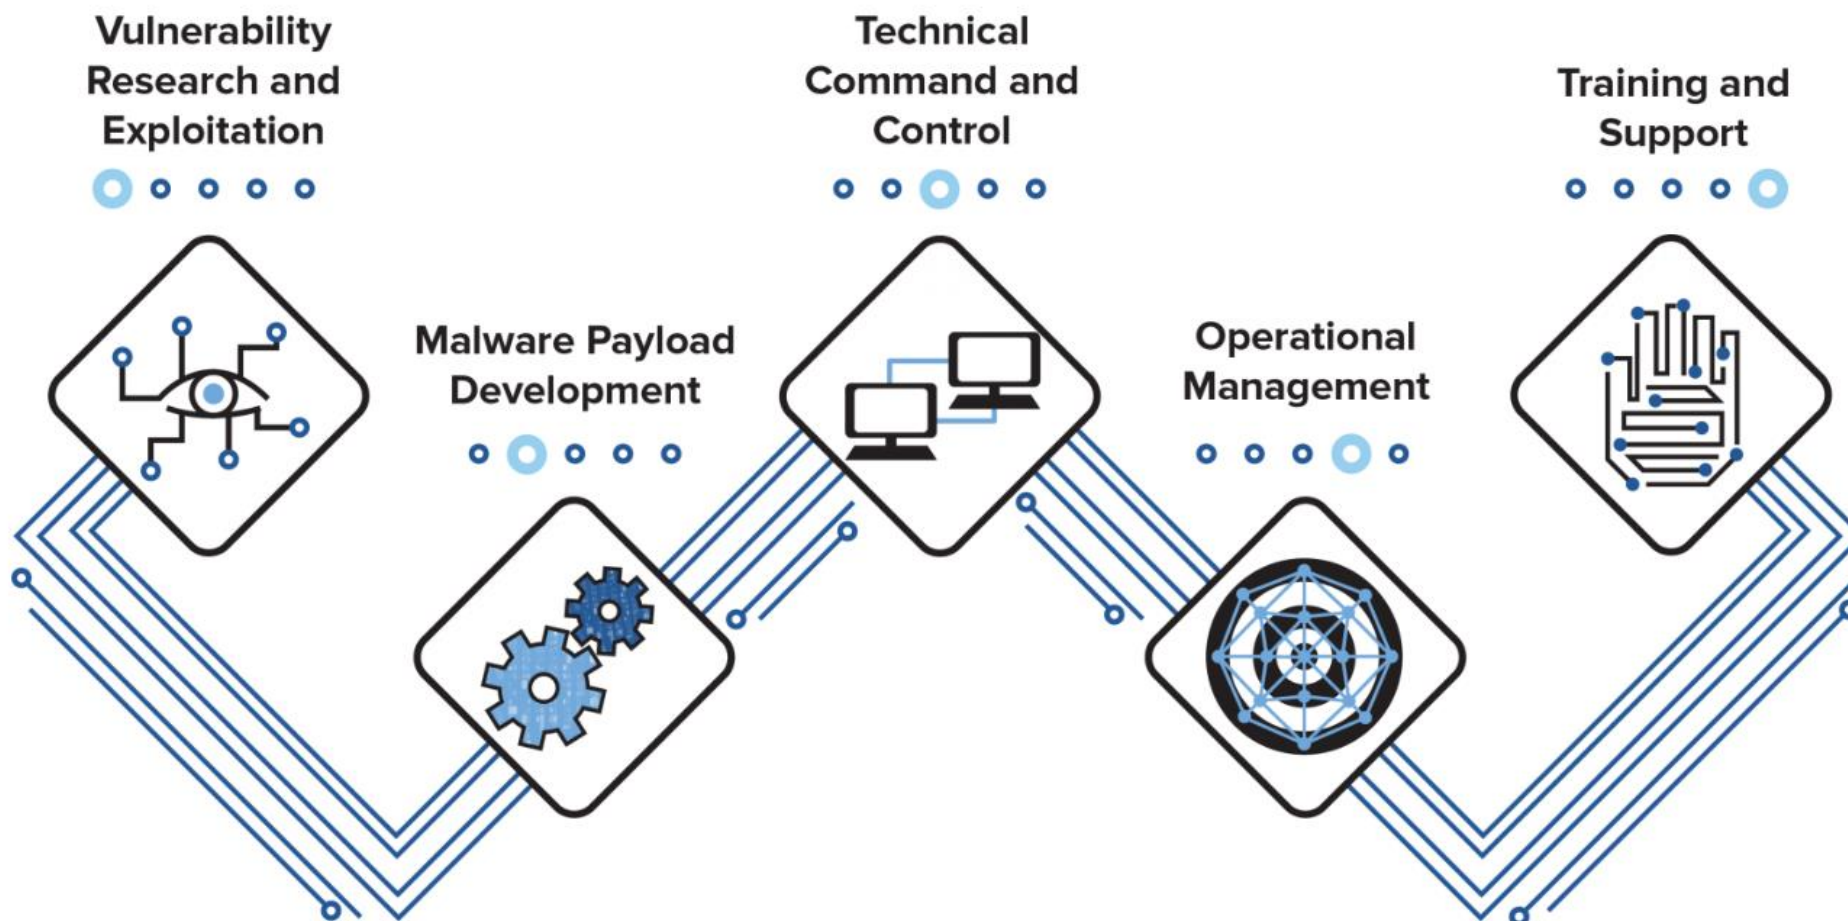 Vulnerability
Research and
Exploitation
Malware Payload
Development
Technical
Command and
Control
Operational
Management
Training and
Support